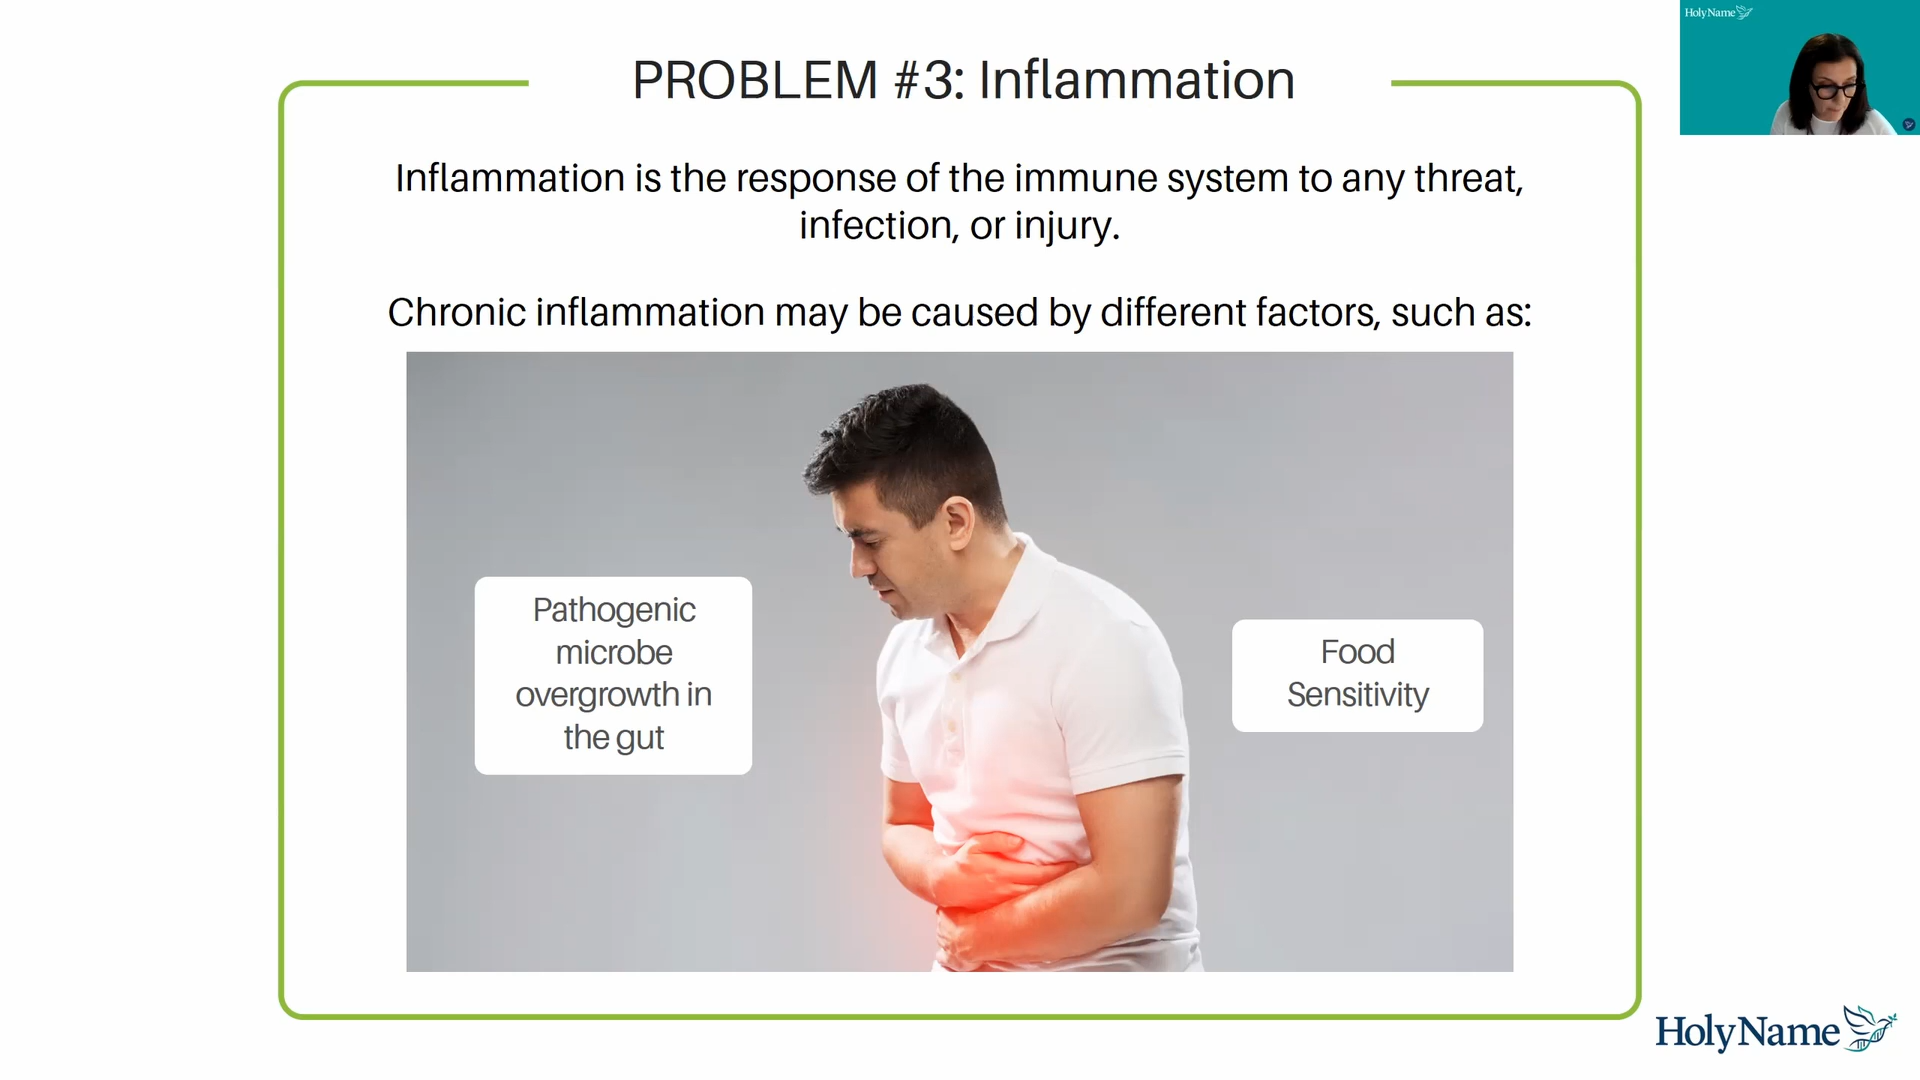 HolyName
PROBLEM #3: Inflammation
Inflammation is the response of the immune system to any threat,
infection, or injury.
Chronic inflammation may be caused by different factors, such as:
Pathogenic
microbe
overgrowth in
the gut
Food
Sensitivity
HolyName